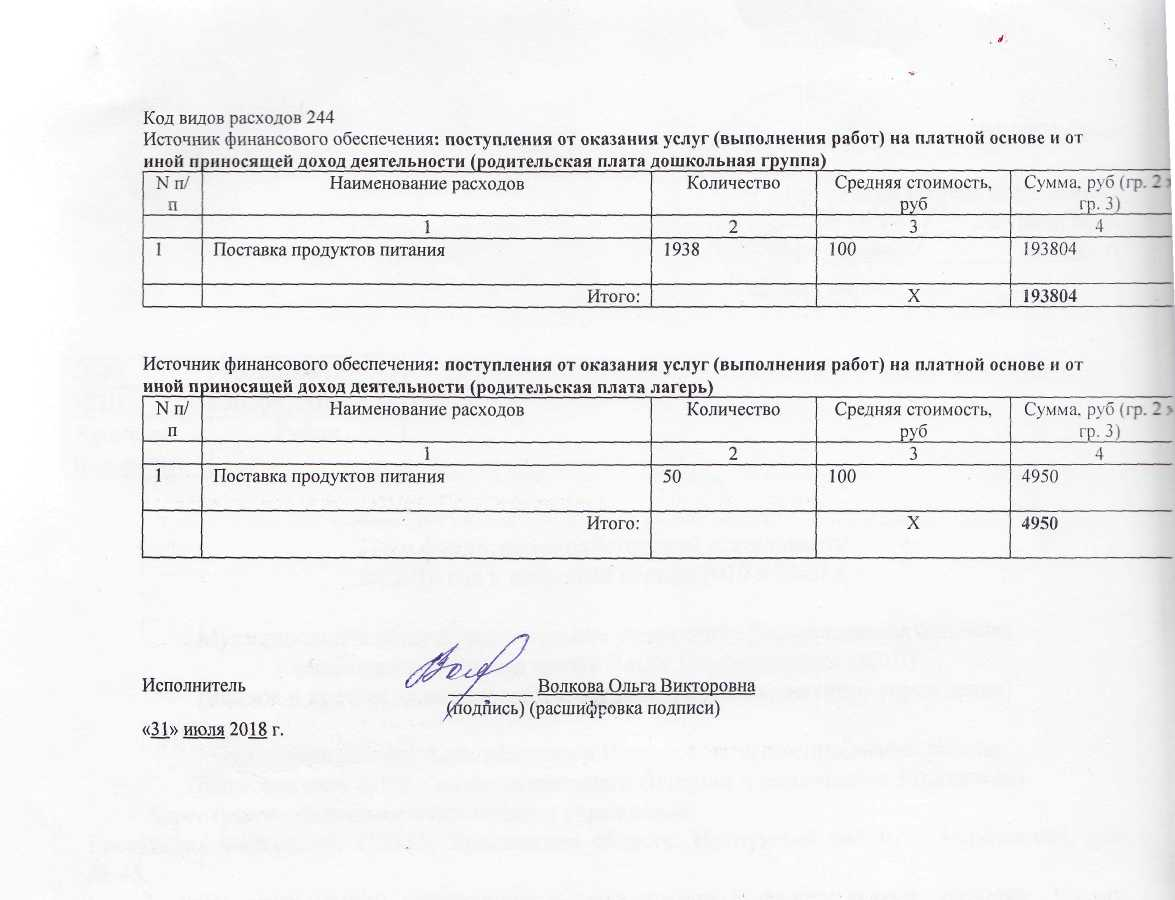 Код видов расходов 244
Источник финансового обеспечения: поступления от оказания услуг (выполнения работ) на платной основе и от
иной приносящей доход деятельности (родительская плата дошкольная группа)
N п/п Наименование расходов Количество Средняя стоимость, руб Сумма, руб (гр. 2 x гр. 3)
1 2 3 4
1 Поставка продуктов питания 1938 100 193804
Итого: X 193804
Источник финансового обеспечения: поступления от оказания услуг (выполнения работ) на платной основе и от
иной приносящей доход деятельности (родительская плата лагерь)
N п/п Наименование расходов Количество Средняя стоимость, руб Сумма, руб (гр. 2 x гр. 3)
1 2 3 4
1 Поставка продуктов питания 50 100 4950
Итого: X 4950
Исполнитель Волкова Ольга Викторовна
(подпись) (расшифровка подписи)
«31» июля 2018 г.